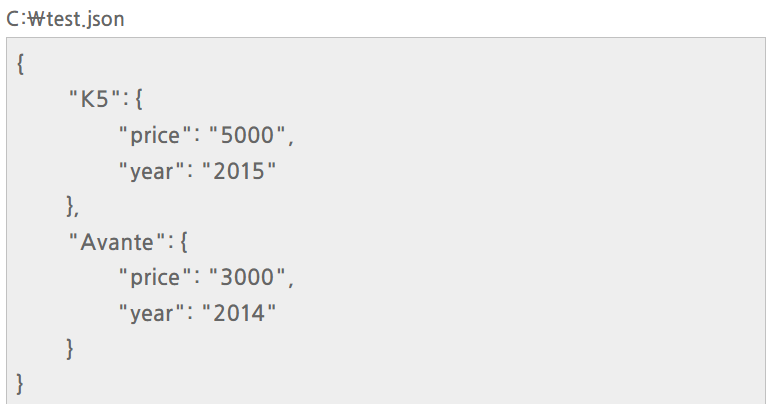 C:₩test.json
{
"K5": {
"price": "5000",
"year": "2015"
},
"Avante": {
"price": "3000",
"year": "2014"
}
}